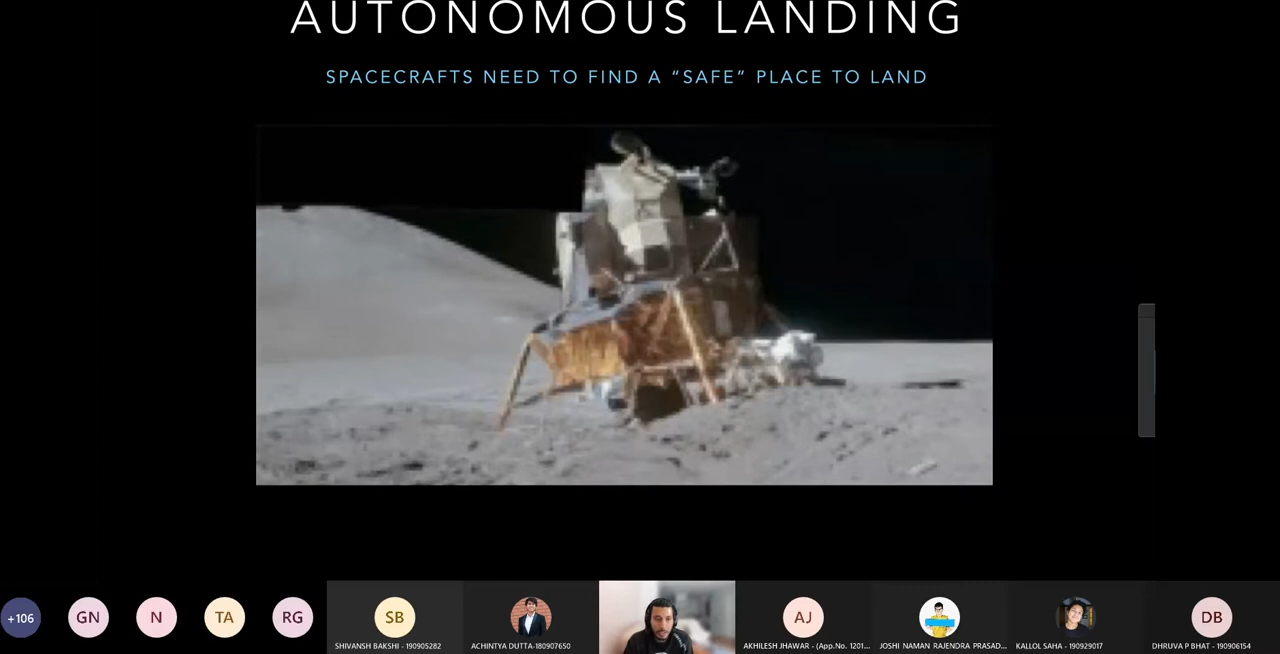 AUTONOMOUS LANDING
SPACECRAFTS NEED TO FIND A “SAFE” PLACE TO LAND
+106
GN
N
TA
RG
SB
AJ
DB
SHIVANSH BAKSHI - 190905282
ACHINTYA DUTTA-180907650
AKHILESH JHAWAR - (App.No. 1201...
JOSHI NAMAN RAJENDRA PRASAD...
KALLOL SAHA - 190929017
DHRUVA P BHAT - 190906154